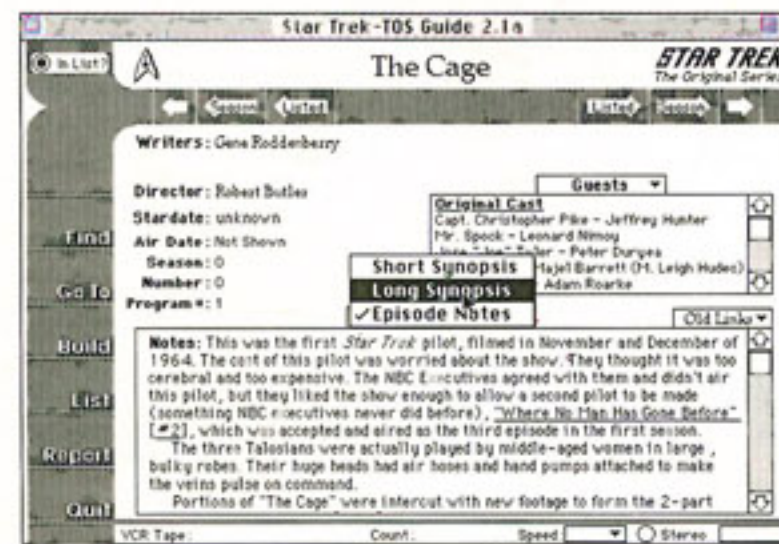 Star Trek-TOS Guide 2.1a
In List?
The Cage
STAR TREK
The Original Series
Season
Listed
Listed
Season
Writers: Gene Roddenberry
Director: Robert Butler
Stardate: unknown
Air Date: Not Shown
Season: 0
Number: 0
Program #: 1
Guests
Original Cast
Capt. Christopher Pike - Jeffrey Hunter
Mr. Spock - Leonard Nimoy
Jose "Joe" Tyler - Peter Duryea
Majel Barrett (M. Leigh Hudec)
Adam Roarke
Short Synopsis
Long Synopsis
✓Episode Notes
Old Links
Find
Go To
Build
List
Report
Quit
Notes: This was the first Star Trek pilot, filmed in November and December of
1964. The cost of this pilot was worried about the show. They thought it was too
cerebral and too expensive. The NBC Executives agreed with them and didn't air
this pilot, but they liked the show enough to allow a second pilot to be made
(something NBC executives never did before), "Where No Man Has Gone Before"
[#2], which was accepted and aired as the third episode in the first season.
The three Talosians were actually played by middle-aged women in large ,
bulky robes. Their huge heads had air hoses and hand pumps attached to make
the veins pulse on command.
Portions of "The Cage" were intercut with new footage to form the 2-part
VCR Tape:
Count:
Speed
Stereo